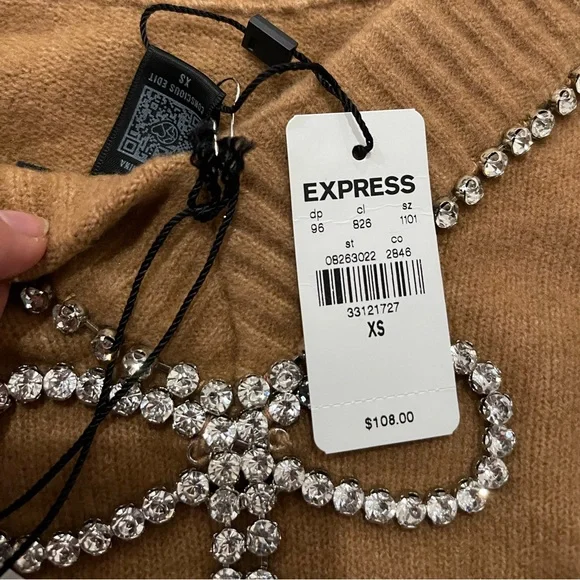 CONSCIOUS EDIT
XS
EXPRESS
dp cl sz
96 826 1101
st co
08263022 2846
33121727
XS
$108.00